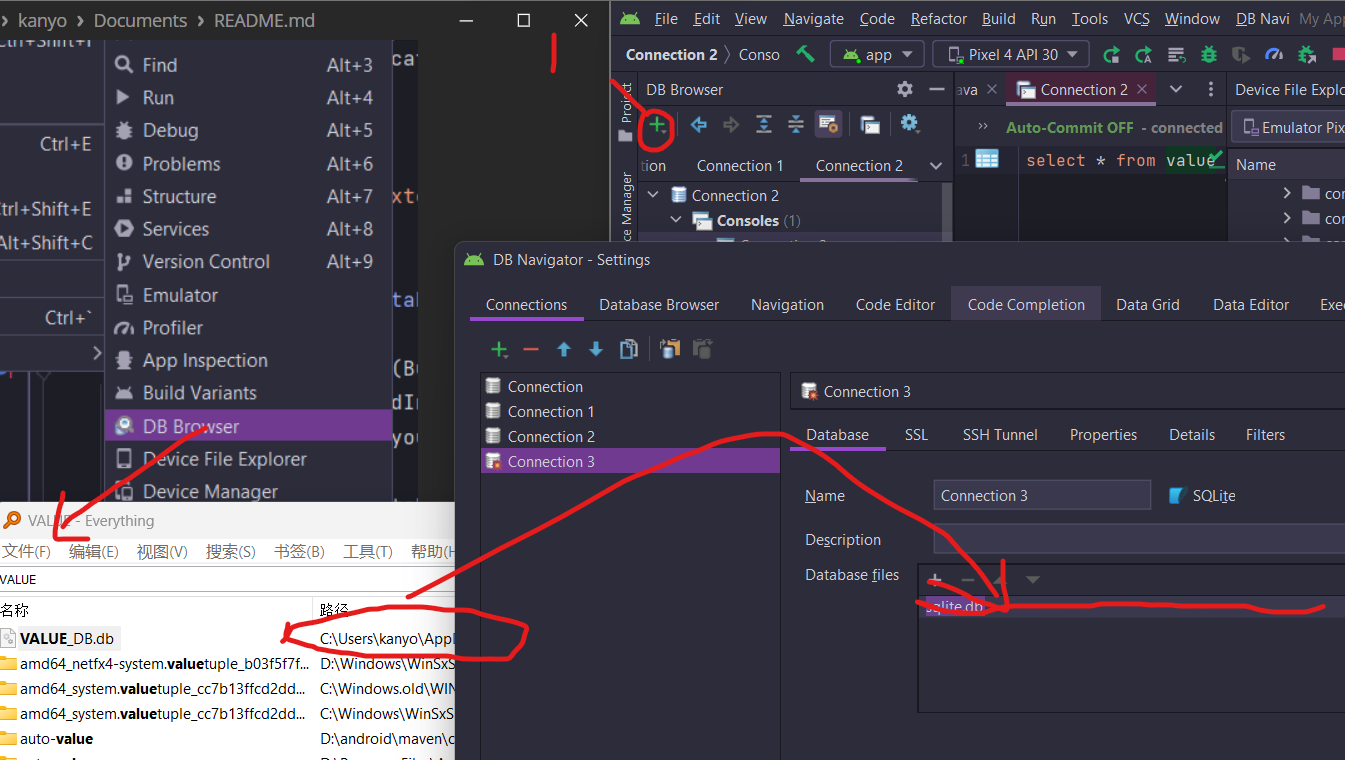 kanyo > Documents > README.md
Ctrl+E
Ctrl+Shift+E
Alt+Shift+C
Ctrl+`
Find Alt+3
Run Alt+4
Debug Alt+5
Problems Alt+6
Structure Alt+7
Services Alt+8
Version Control Alt+9
Emulator
Profiler
App Inspection
Build Variants
DB Browser
Device File Explorer
Device Manager
VALUE - Everything
文件(F) 编辑(E) 视图(V) 搜索(S) 书签(B) 工具(T) 帮助(H
VALUE
名称 路径
VALUE_DB.db C:\Users\kanyo\AppD
amd64_netfx4-system.valuetuple_b03f5f7f... D:\Windows\WinSxS
amd64_system.valuetuple_cc7b13ffcd2dd... C:\Windows.old\WIN
amd64_system.valuetuple_cc7b13ffcd2dd... C:\Windows\WinSxS
auto-value D:\android\maven\c
File Edit View Navigate Code Refactor Build Run Tools VCS Window DB Navi My App
Connection 2 > Conso app Pixel 4 API 30
Project
DB Browser
ava Connection 2 Device File Explo
Auto-Commit OFF - connected Emulator Pix
tion Connection 1 Connection 2
1 select * from value
Name
Connection 2
Consoles (1)
DB Navigator - Settings
Connections Database Browser Navigation Code Editor Code Completion Data Grid Data Editor Exe
Connection
Connection 1
Connection 2
Connection 3
Connection 3
Database SSL SSH Tunnel Properties Details Filters
Name Connection 3 SQLite
Description
Database files
sqlite.db